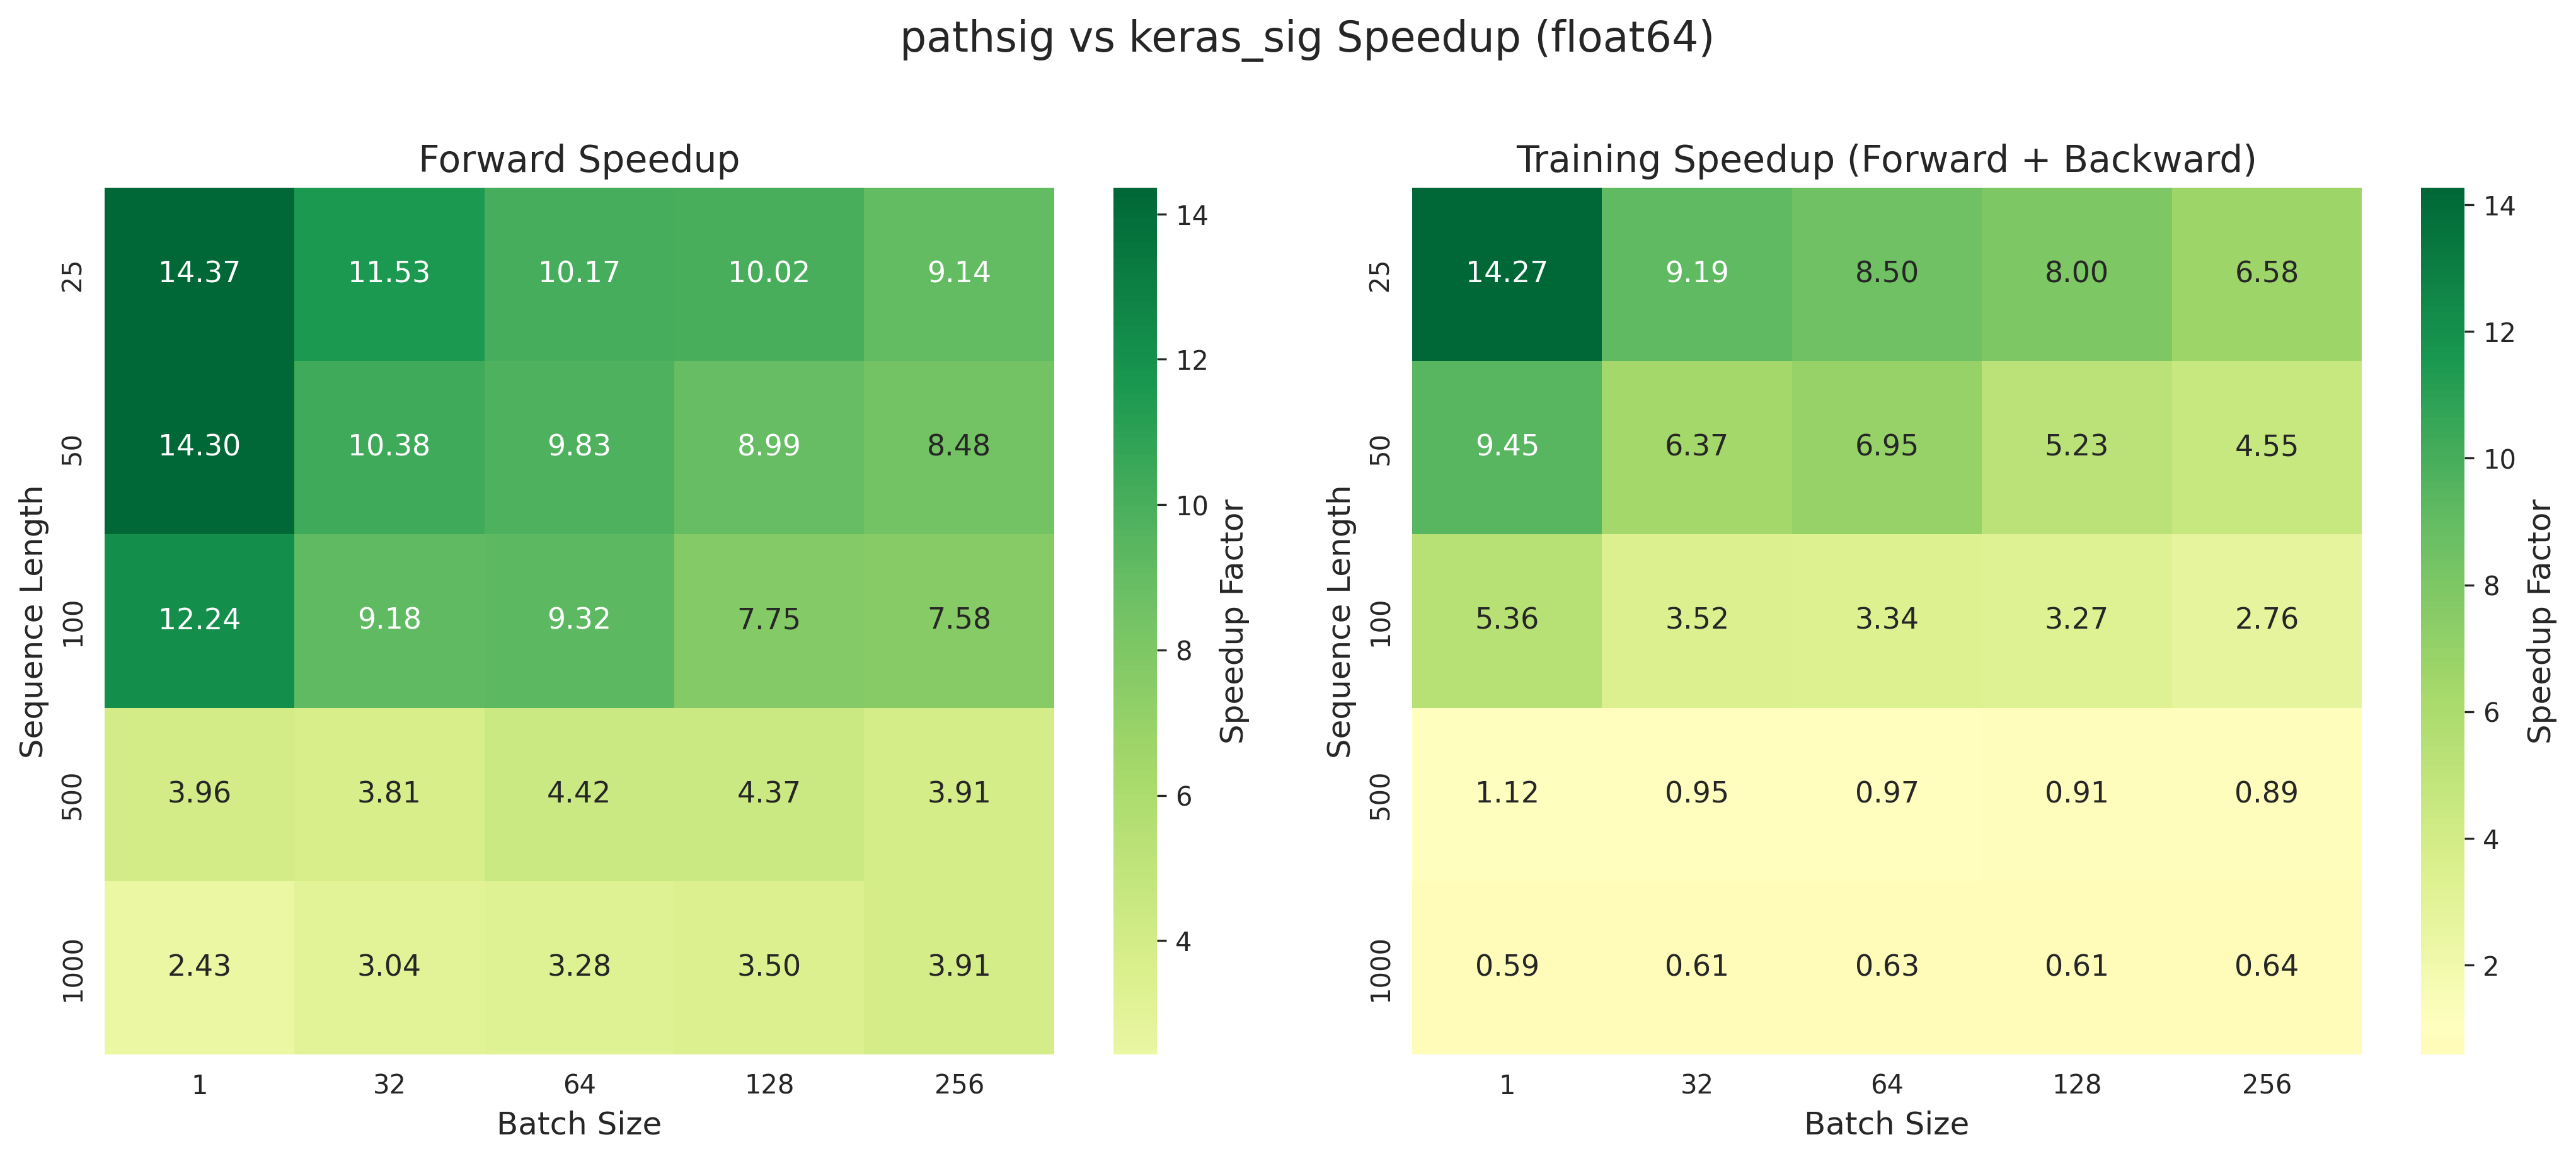 pathsig vs keras_sig Speedup (float64)
Forward Speedup
Sequence Length
25
14.37 11.53 10.17 10.02 9.14
50
14.30 10.38 9.83 8.99 8.48
100
12.24 9.18 9.32 7.75 7.58
500
3.96 3.81 4.42 4.37 3.91
1000
2.43 3.04 3.28 3.50 3.91
1 32 64 128 256
Batch Size
14
12
10
8
6
4
Speedup Factor
Training Speedup (Forward + Backward)
Sequence Length
25
14.27 9.19 8.50 8.00 6.58
50
9.45 6.37 6.95 5.23 4.55
100
5.36 3.52 3.34 3.27 2.76
500
1.12 0.95 0.97 0.91 0.89
1000
0.59 0.61 0.63 0.61 0.64
1 32 64 128 256
Batch Size
14
12
10
8
6
4
2
Speedup Factor